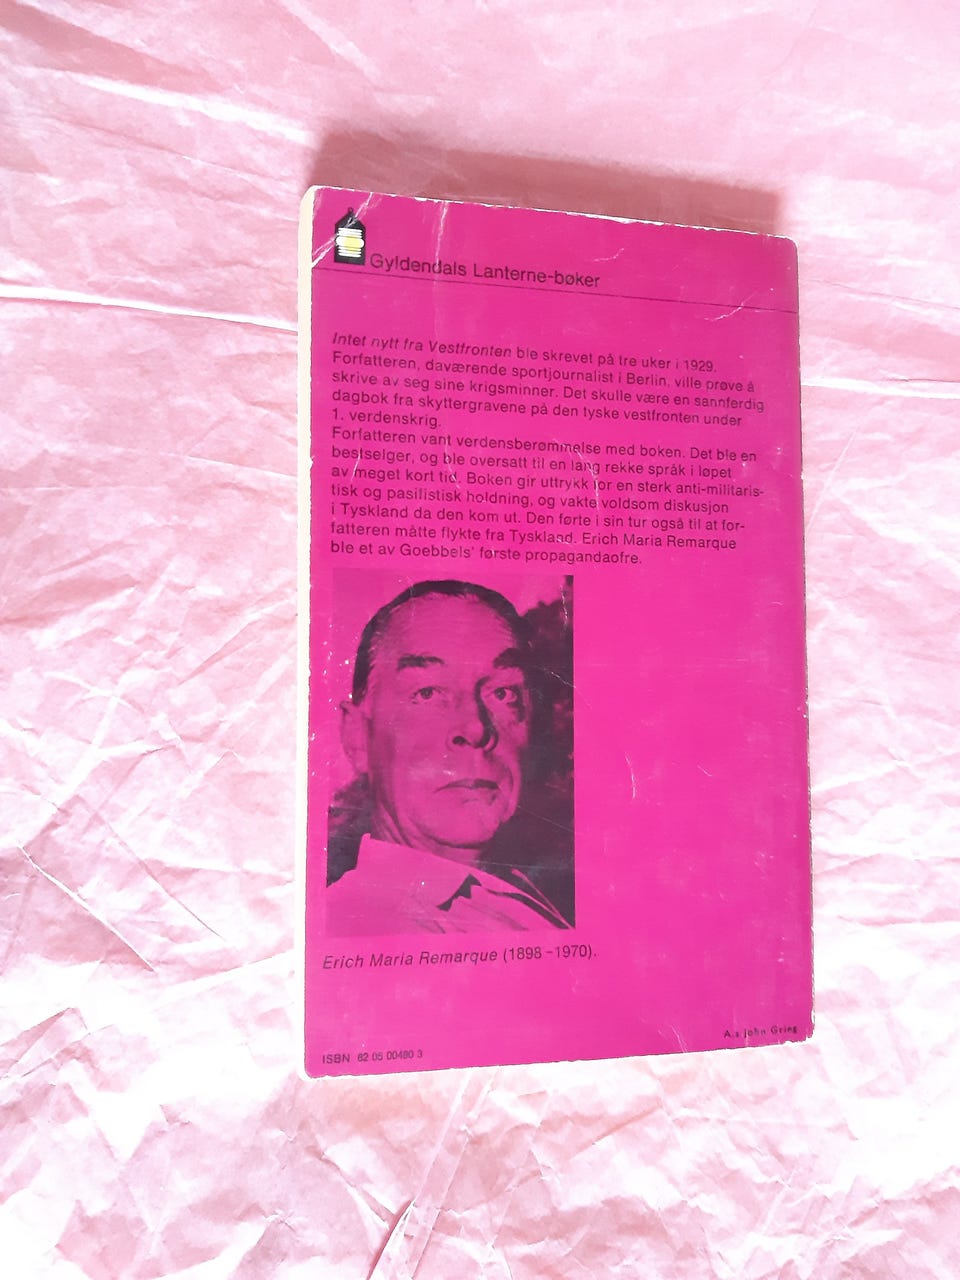 Gyldendals Lanterne-bøker
Intet nytt fra Vestfronten ble skrevet på tre uker i 1929.
Forfatteren, daværende sportjournalist i Berlin, ville prøve å
skrive av seg sine krigsminner. Det skulle være en sannferdig
dagbok fra skyttergravene på den tyske vestfronten under
1. verdenskrig.
Forfatteren vant verdensberømmelse med boken. Det ble en
bestselger, og ble oversatt til en lang rekke språk i løpet
av meget kort tid. Boken gir uttrykk for en sterk anti-militaris-
tisk og pasifistisk holdning, og vakte voldsom diskusjon
i Tyskland da den kom ut. Den førte i sin tur også til at for-
fatteren måtte flykte fra Tyskland. Erich Maria Remarque
ble et av Goebbels' første propagandaofre.
Erich Maria Remarque (1898-1970).
A.s John Grieg
ISBN 82 05 00480 3